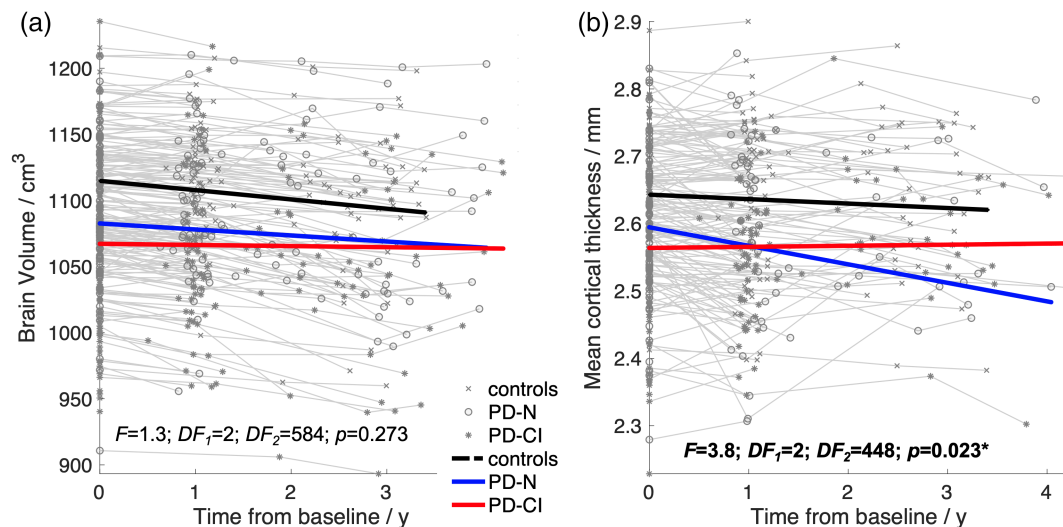 (a)
Brain Volume / cm³
1200
1150
1100
1050
1000
950
900
0 1 2 3
Time from baseline / y
F=1.3; DF₁=2; DF₂=584; p=0.273
controls
PD-N
PD-CI
controls
PD-N
PD-CI
(b)
Mean cortical thickness / mm
2.9
2.8
2.7
2.6
2.5
2.4
2.3
0 1 2 3 4
Time from baseline / y
F=3.8; DF₁=2; DF₂=448; p=0.023*